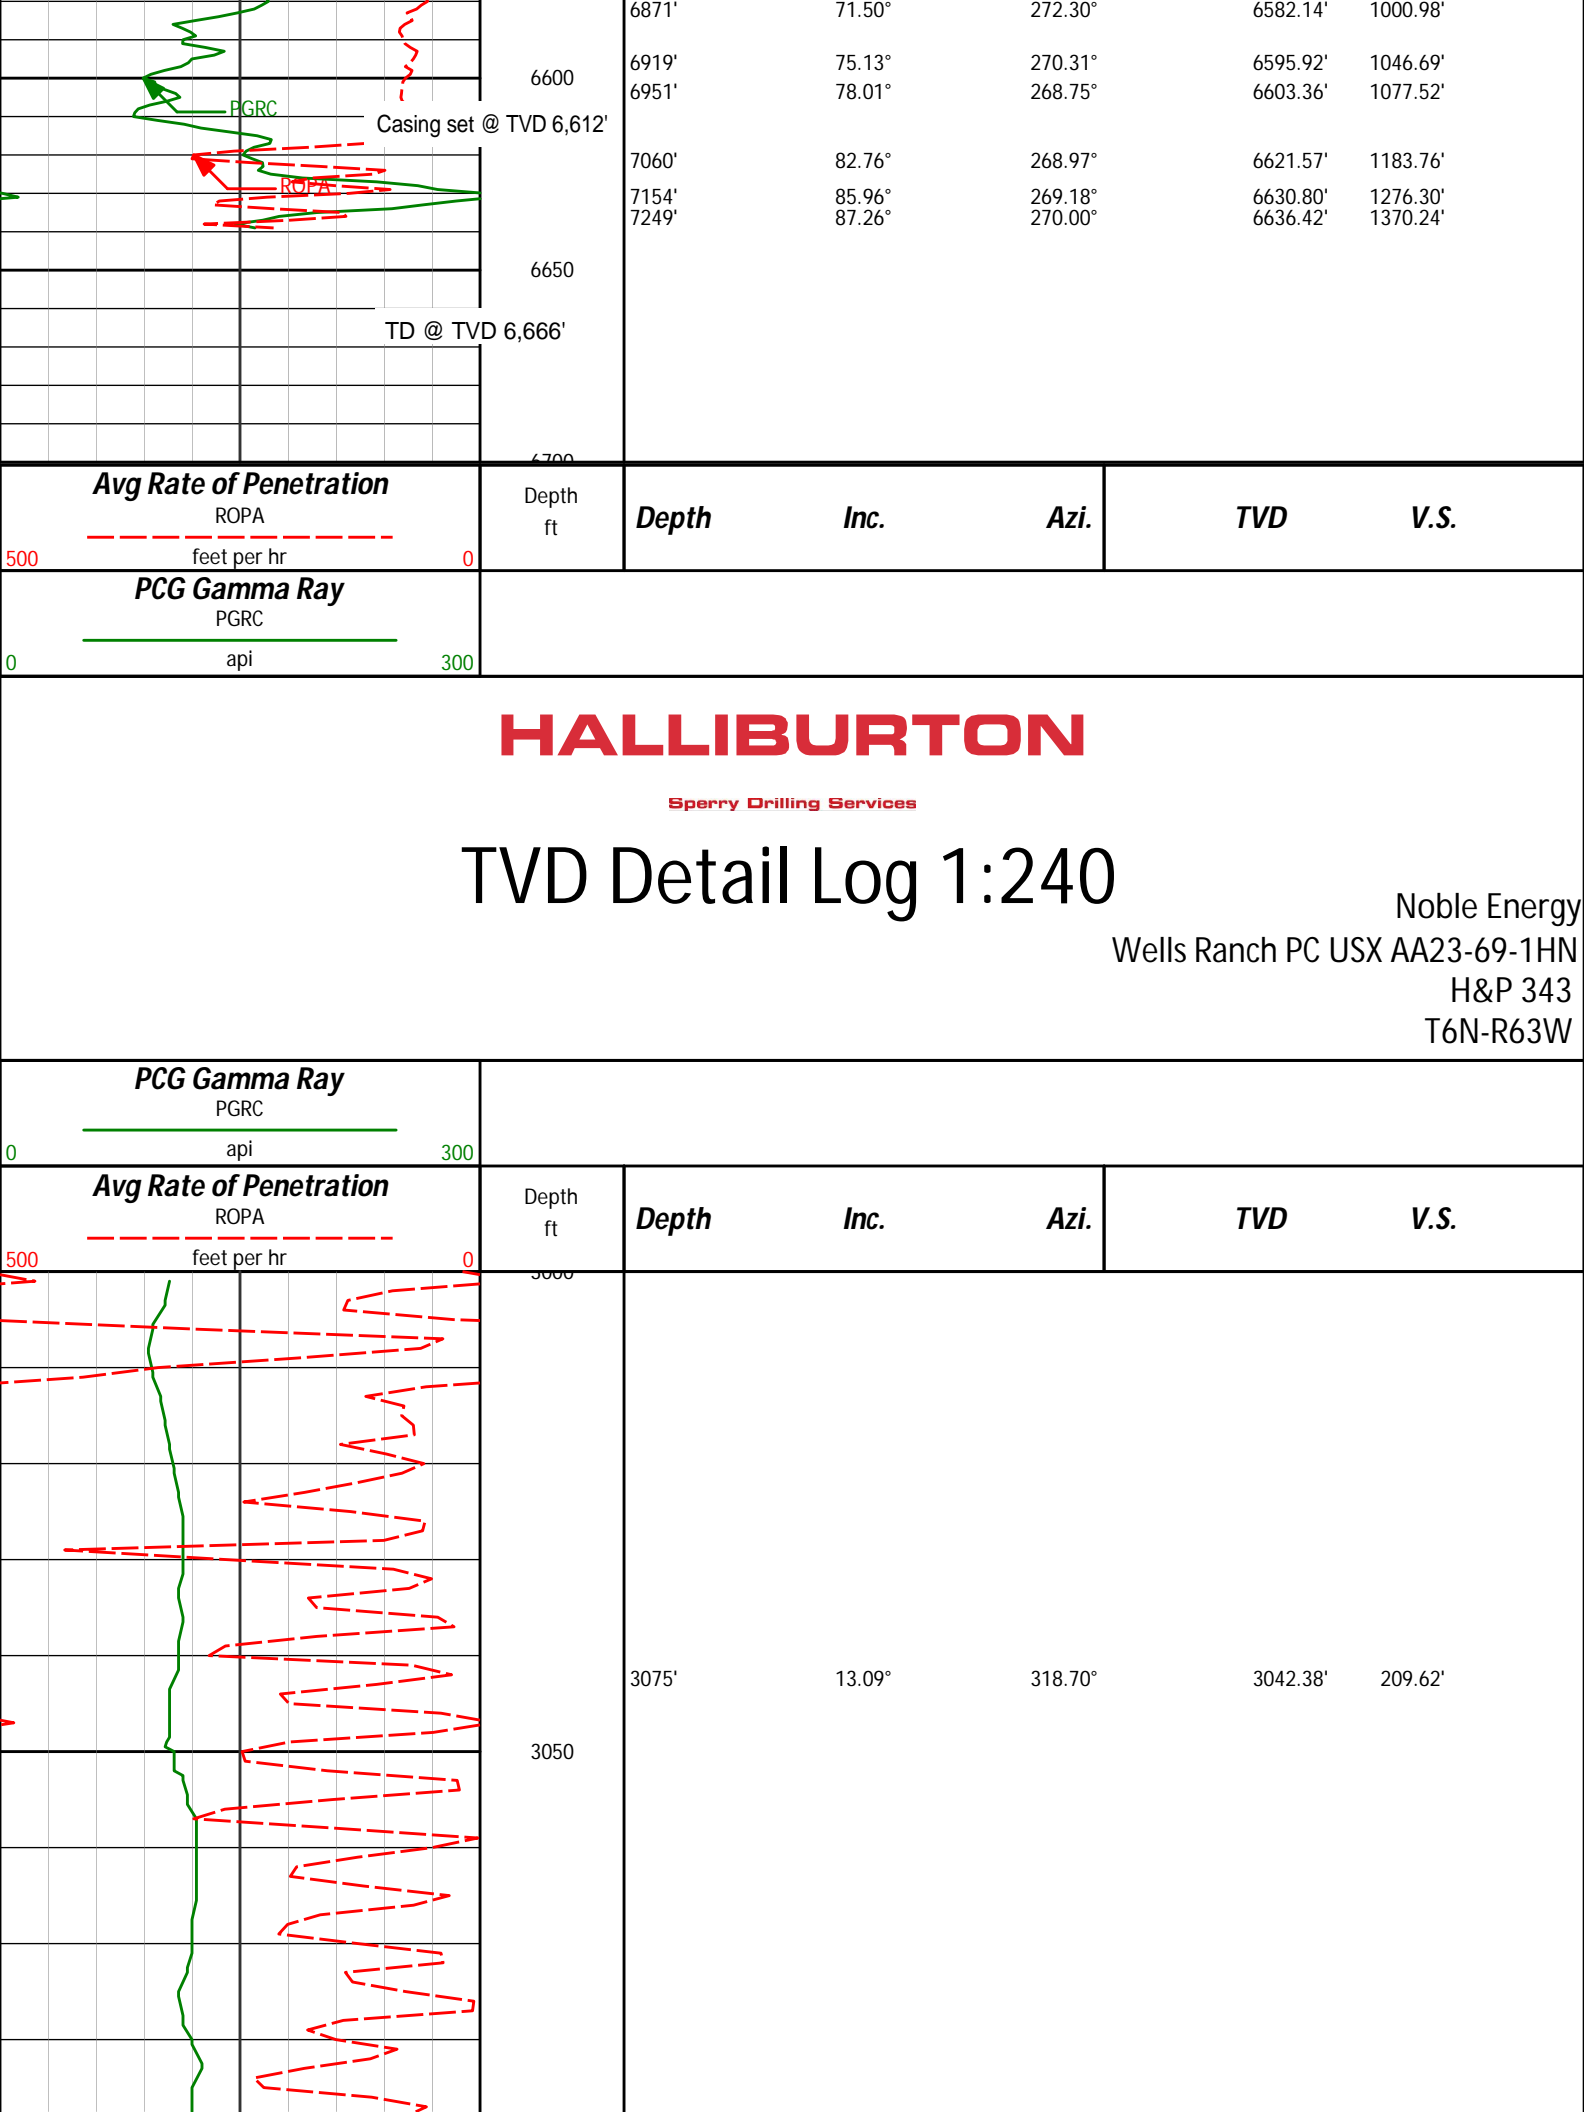 6871' 71.50° 272.30° 6582.14' 1000.98'
6919' 75.13° 270.31° 6595.92' 1046.69'
6600
6951' 78.01° 268.75° 6603.36' 1077.52'
PGRC
Casing set @ TVD 6,612'
7060' 82.76° 268.97° 6621.57' 1183.76'
ROPA
7154' 85.96° 269.18° 6630.80' 1276.30'
7249' 87.26° 270.00° 6636.42' 1370.24'
6650
TD @ TVD 6,666'
6700
Avg Rate of Penetration
ROPA
500 feet per hr 0
Depth
ft
Depth Inc. Azi. TVD V.S.
PCG Gamma Ray
PGRC
0 api 300
HALLIBURTON
Sperry Drilling Services
TVD Detail Log 1:240
Noble Energy
Wells Ranch PC USX AA23-69-1HN
H&P 343
T6N-R63W
PCG Gamma Ray
PGRC
0 api 300
Avg Rate of Penetration
ROPA
500 feet per hr 0
Depth
ft
Depth Inc. Azi. TVD V.S.
3000
3075' 13.09° 318.70° 3042.38' 209.62'
3050